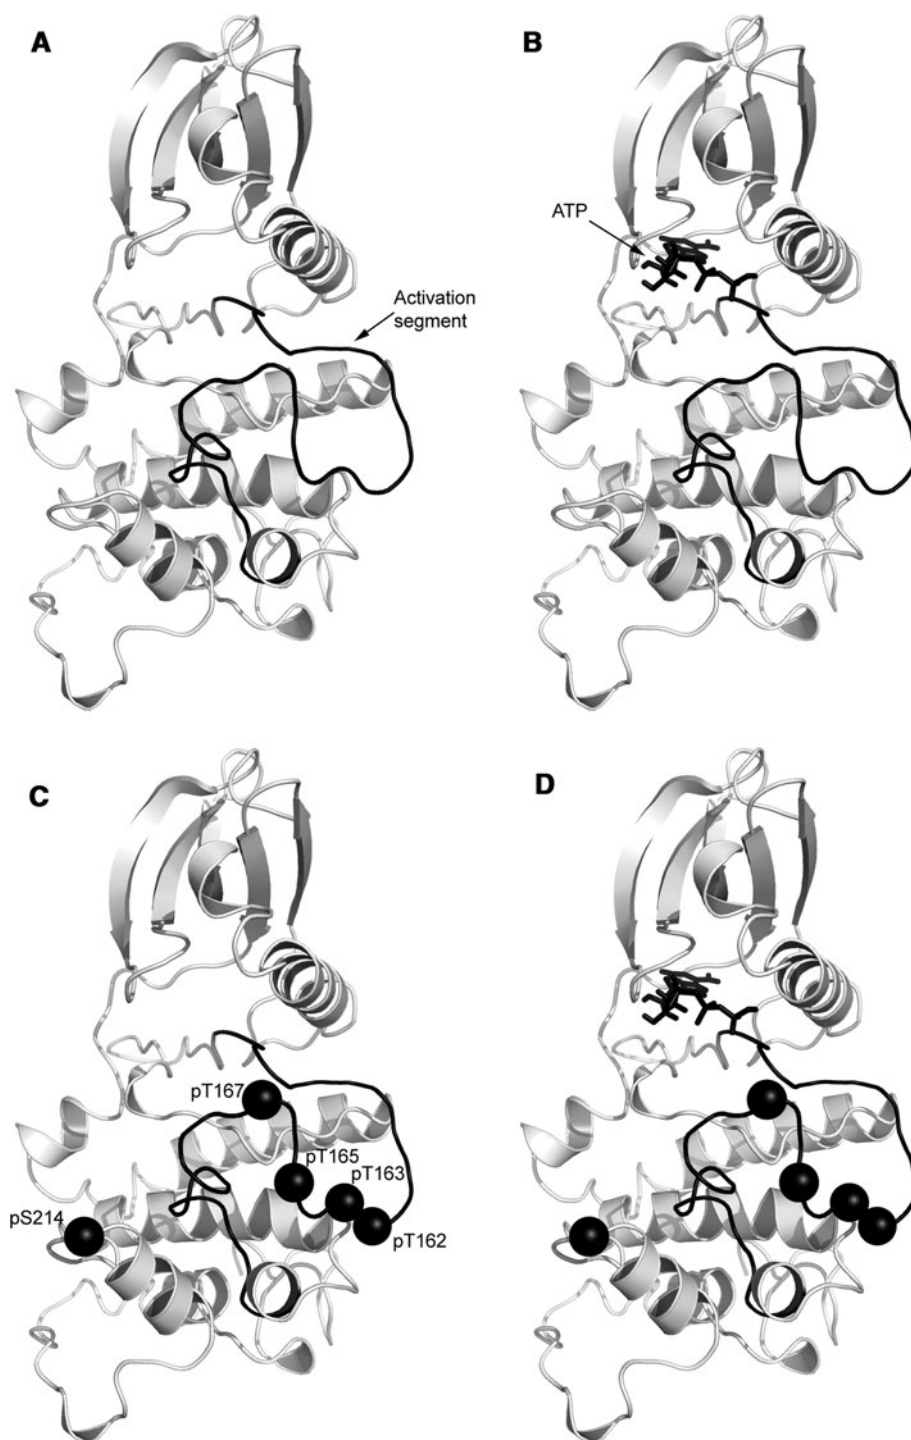 A
B
ATP
Activation
segment
C
D
pT167
pT165
pT163
pS214
pT162